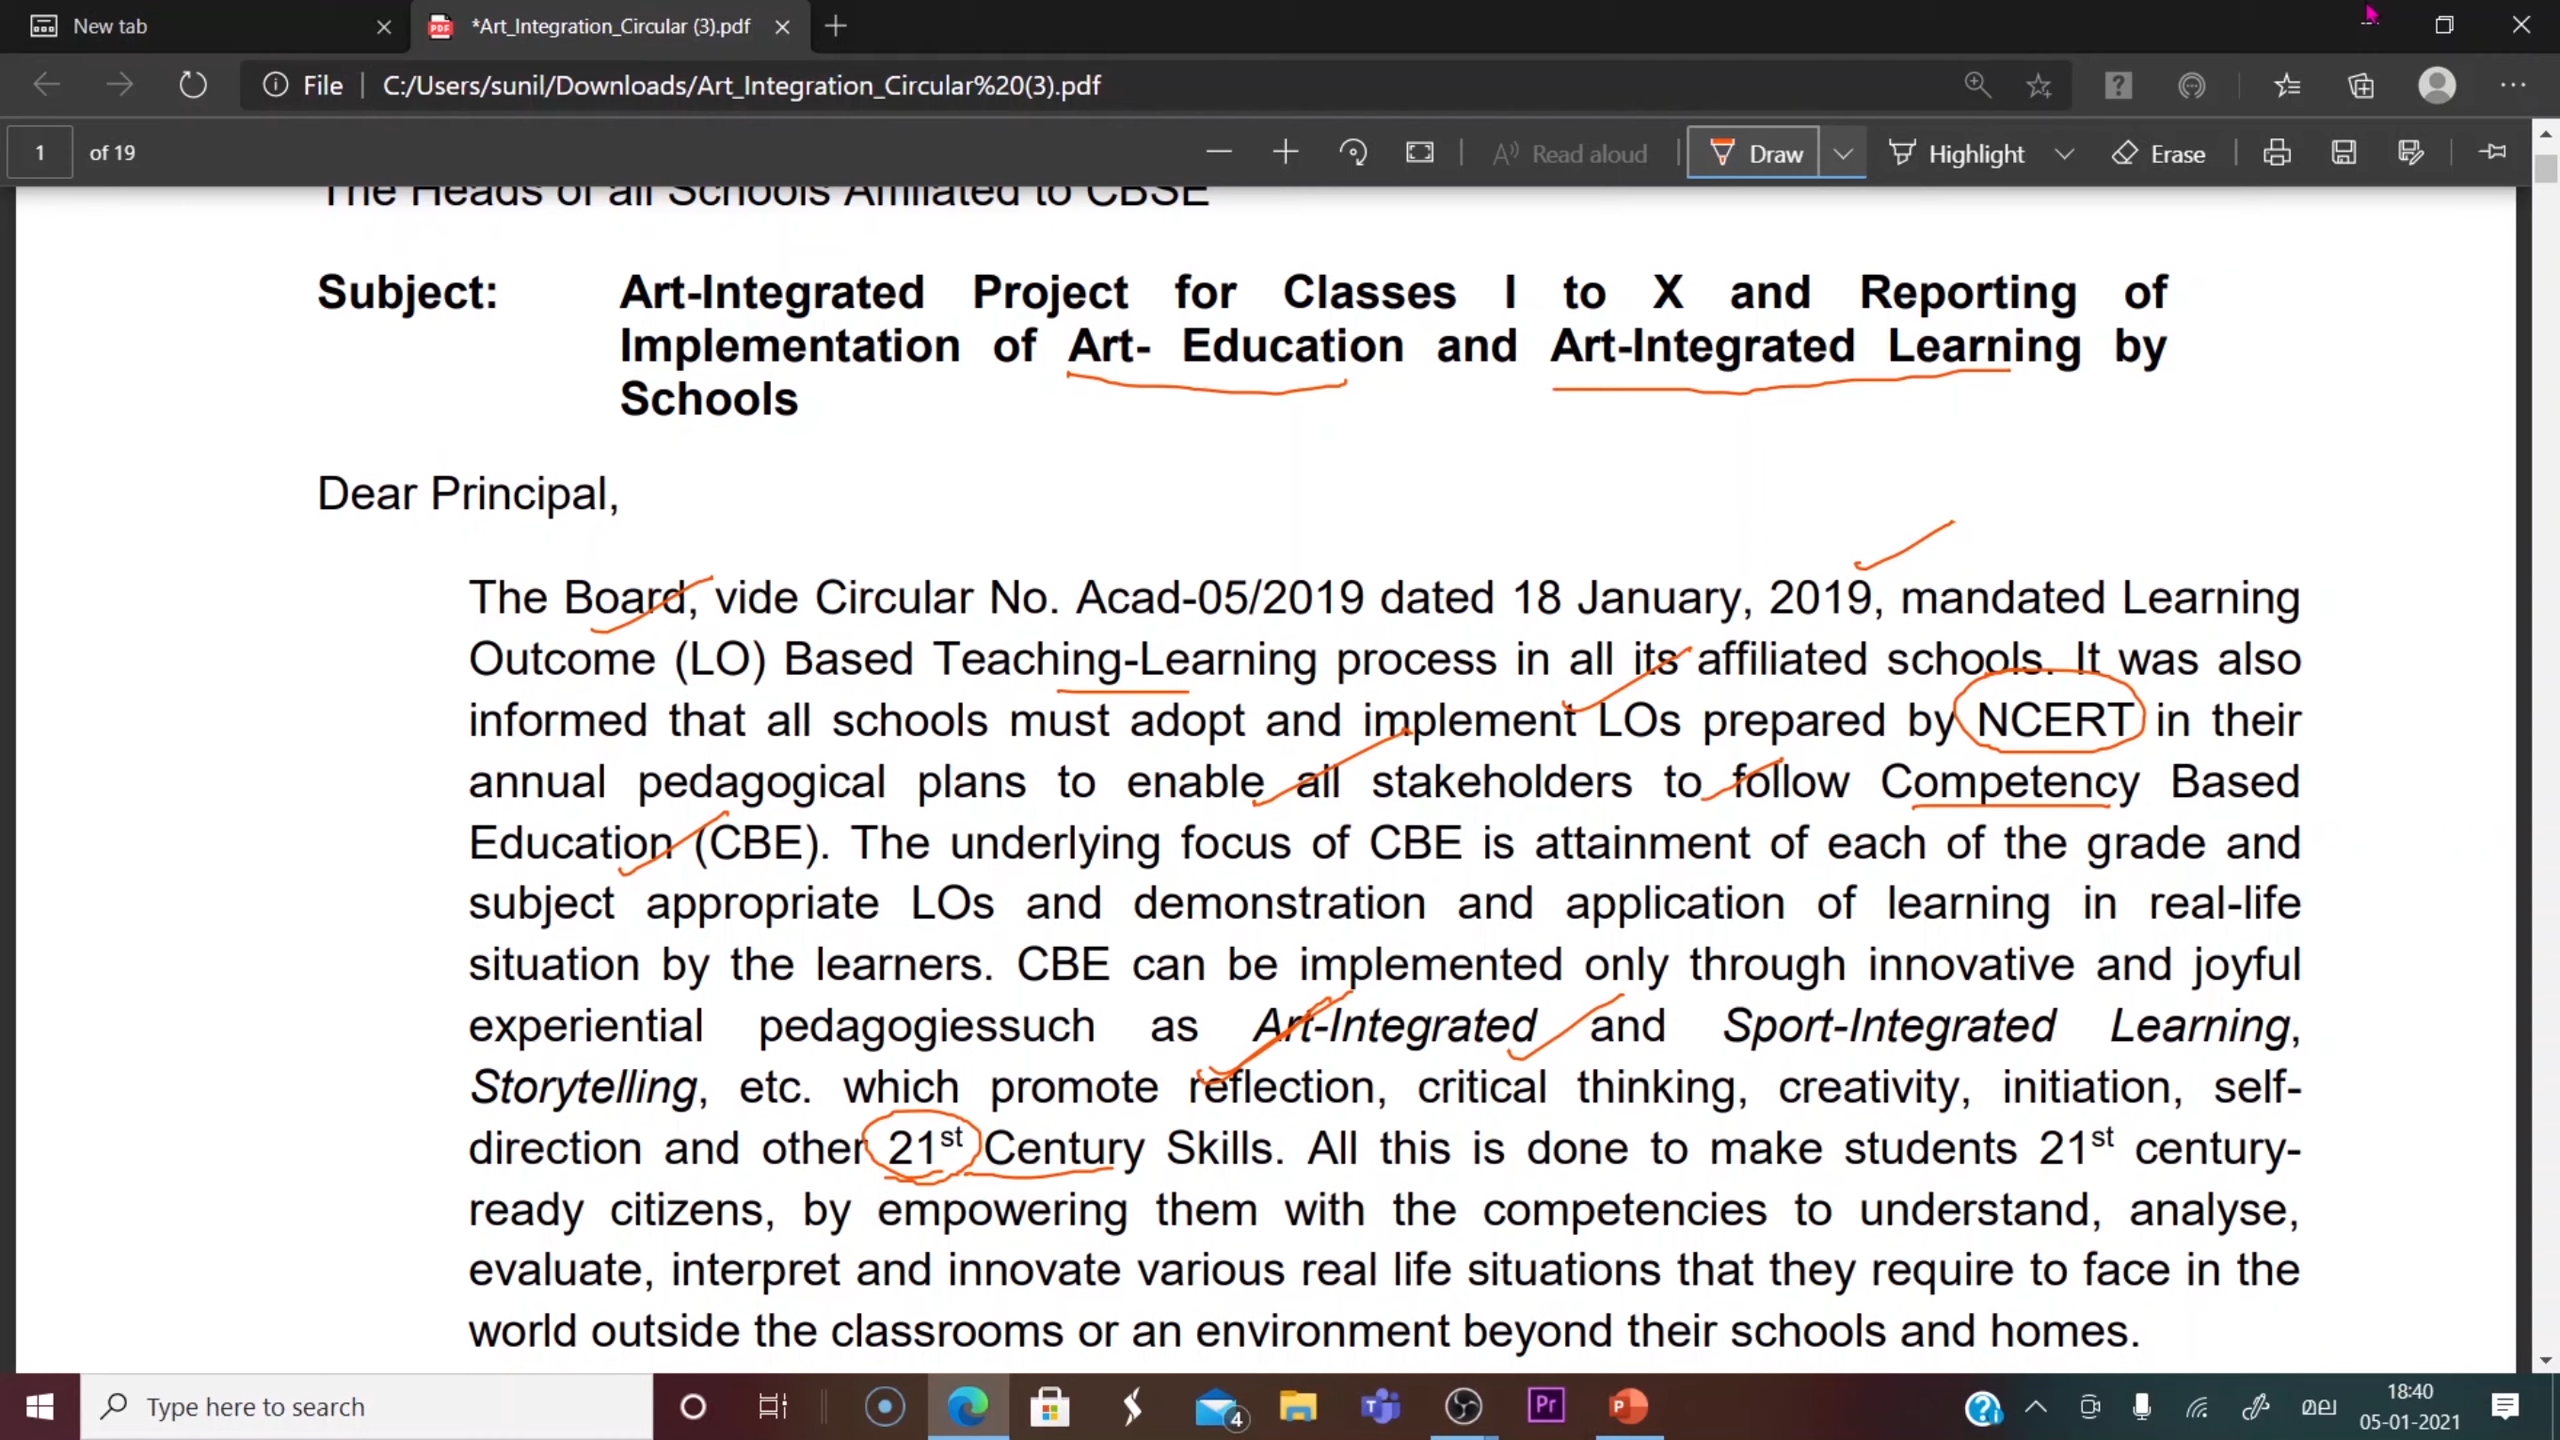 New tab
*Art_Integration_Circular (3).pdf
File C:/Users/sunil/Downloads/Art_Integration_Circular%20(3).pdf
1 of 19 Read aloud Draw Highlight Erase
The Heads of all Schools Affiliated to CBSE
Subject: Art-Integrated Project for Classes I to X and Reporting of
Implementation of Art- Education and Art-Integrated Learning by
Schools
Dear Principal,
The Board, vide Circular No. Acad-05/2019 dated 18 January, 2019, mandated Learning
Outcome (LO) Based Teaching-Learning process in all its affiliated schools. It was also
informed that all schools must adopt and implement LOs prepared by NCERT in their
annual pedagogical plans to enable all stakeholders to follow Competency Based
Education (CBE). The underlying focus of CBE is attainment of each of the grade and
subject appropriate LOs and demonstration and application of learning in real-life
situation by the learners. CBE can be implemented only through innovative and joyful
experiential pedagogiessuch as Art-Integrated and Sport-Integrated Learning,
Storytelling, etc. which promote reflection, critical thinking, creativity, initiation, self-
direction and other 21st Century Skills. All this is done to make students 21st century-
ready citizens, by empowering them with the competencies to understand, analyse,
evaluate, interpret and innovate various real life situations that they require to face in the
world outside the classrooms or an environment beyond their schools and homes.
Type here to search 4 Pr മല 18:40
05-01-2021